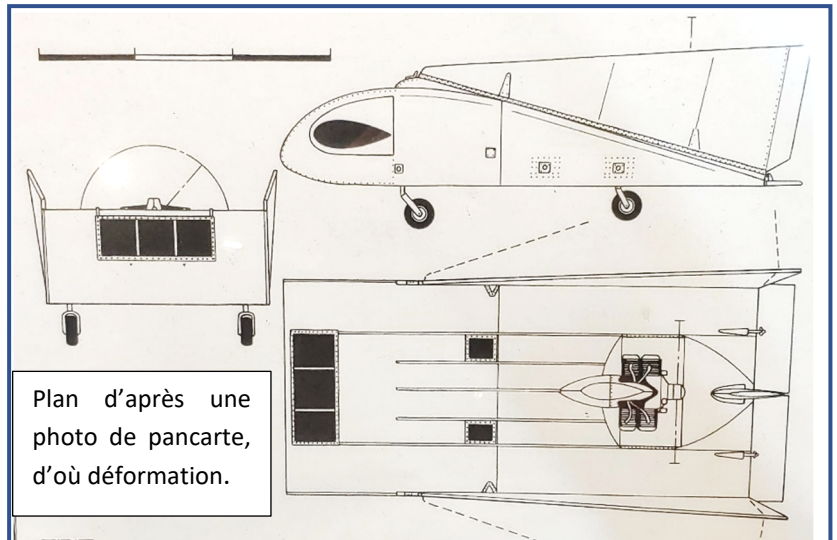 Plan d'après une
photo de pancarte,
d'où déformation.